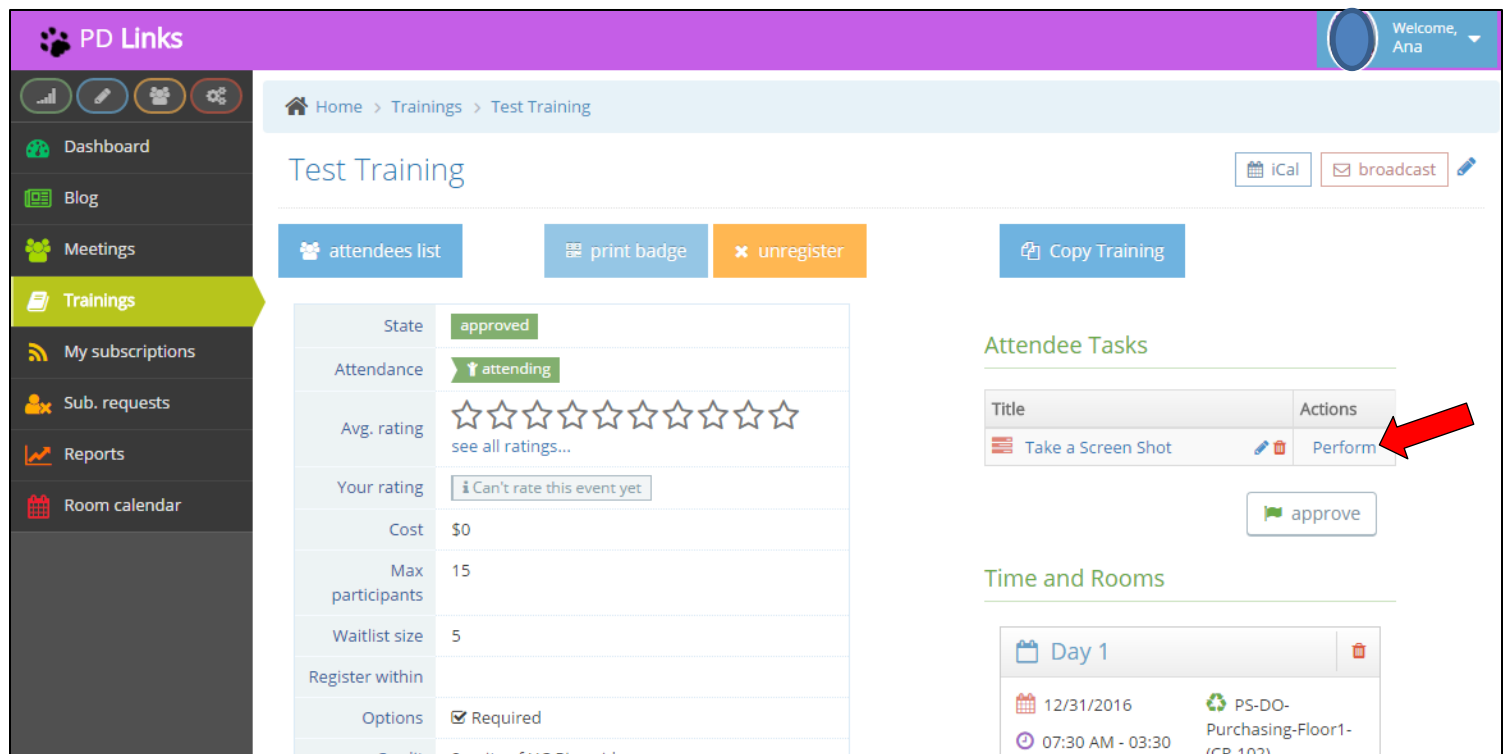 PD Links
Welcome,
Ana
Home > Trainings > Test Training
Dashboard
Blog
Meetings
Trainings
My subscriptions
Sub. requests
Reports
Room calendar
Test Training
iCal
broadcast
attendees list
print badge
unregister
Copy Training
State approved
Attendance attending
Avg. rating
see all ratings...
Your rating Can't rate this event yet
Cost $0
Max
participants 15
Waitlist size 5
Register within
Options Required
Attendee Tasks
Title Actions
Take a Screen Shot Perform
approve
Time and Rooms
Day 1
12/31/2016
07:30 AM - 03:30
PS-DO-
Purchasing-Floor1-